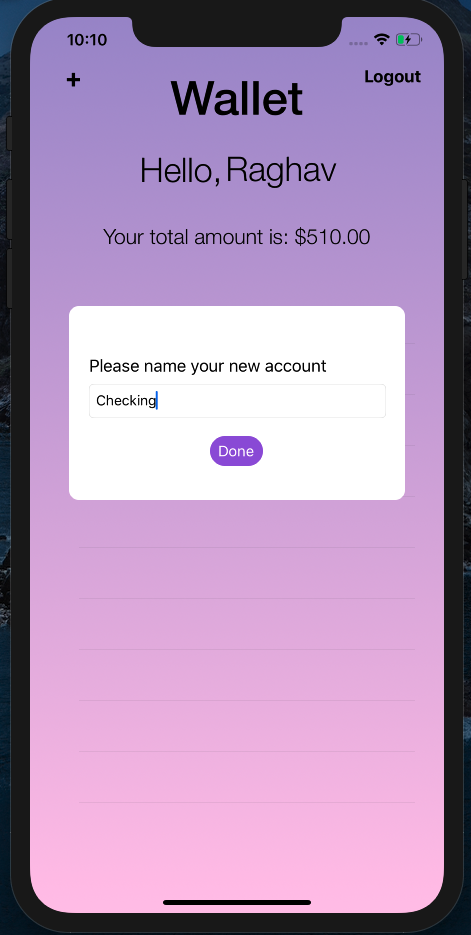 10:10
+
Logout
Wallet
Hello, Raghav
Your total amount is: $510.00
Please name your new account
Checking
Done